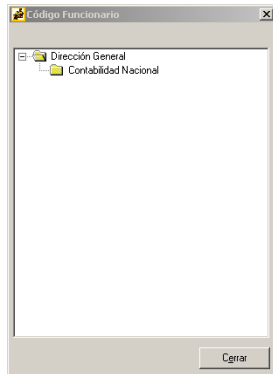 Código Funcionario
Dirección General
Contabilidad Nacional
Cerrar